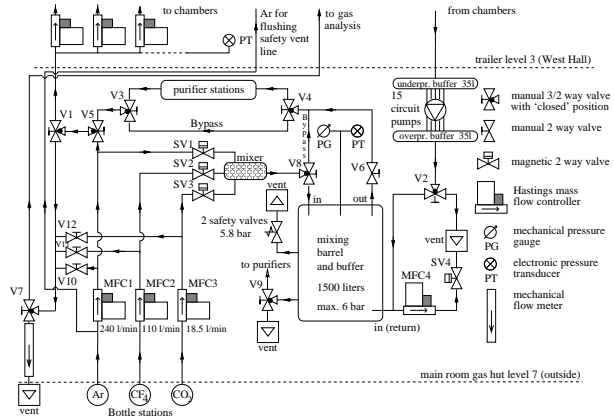 to chambers
Ar for
flushing
safety vent
line
to gas
analysis
from chambers
PT
trailer level 3 (West Hall)
V3
purifier stations
V4
V1
V5
Bypass
Bypass
underpr. buffer 35l
15
circuit
pumps
overpr. buffer 35l
manual 3/2 way valve
with 'closed' position
manual 2 way valve
magnetic 2 way valve
SV1
SV2
SV3
mixer
PG
PT
V8
V6
V2
in
out
vent
2 safety valves
5.8 bar
Hastings mass
flow controller
V12
V11
V10
mixing
barrel
and buffer
1500 liters
max. 6 bar
vent
SV4
MFC4
mechanical pressure
gauge
PG
electronic pressure
transducer
PT
mechanical
flow meter
V7
MFC1
MFC2
MFC3
240 l/min
110 l/min
18.5 l/min
to purifiers
V9
vent
in (return)
main room gas hut level 7 (outside)
vent
Ar
CF4
CO2
Bottle stations